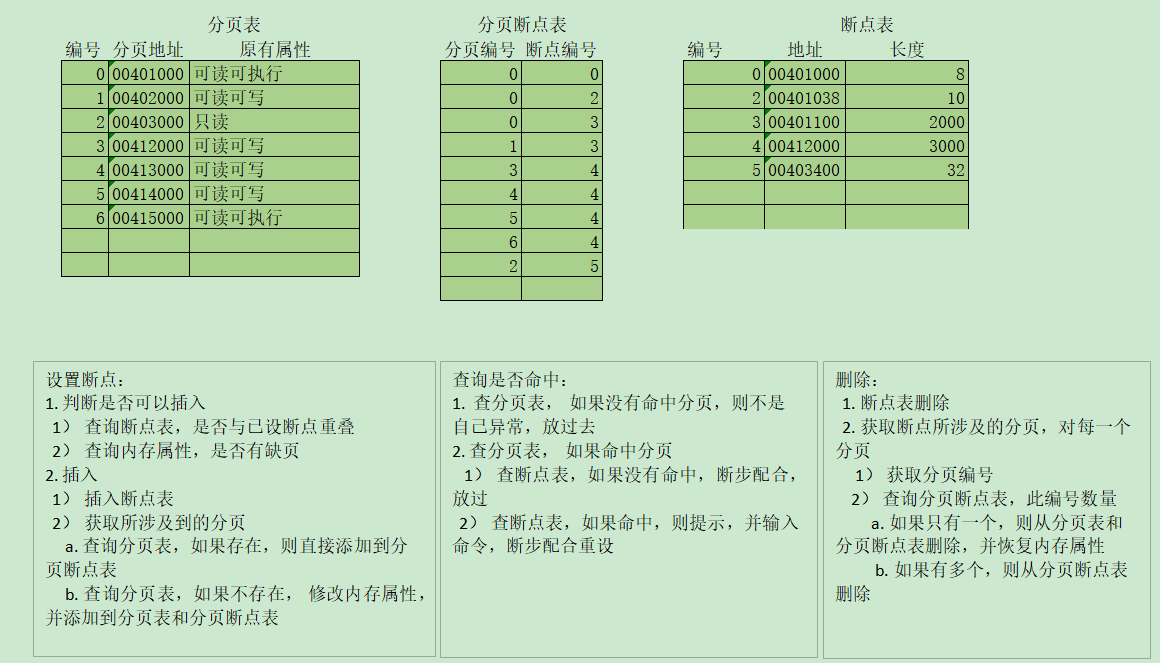 分页表
编号 分页地址 原有属性
0 00401000 可读可执行
1 00402000 可读可写
2 00403000 只读
3 00412000 可读可写
4 00413000 可读可写
5 00414000 可读可写
6 00415000 可读可执行
分页断点表
分页编号 断点编号
0 0
0 2
0 3
1 3
3 4
4 4
5 4
6 4
2 5
断点表
编号 地址 长度
0 00401000 8
2 00401038 10
3 00401100 2000
4 00412000 3000
5 00403400 32
设置断点：
1. 判断是否可以插入
1） 查询断点表，是否与已设断点重叠
2） 查询内存属性，是否有缺页
2. 插入
1） 插入断点表
2） 获取所涉及到的分页
a. 查询分页表，如果存在，则直接添加到分
页断点表
b. 查询分页表，如果不存在， 修改内存属性，
并添加到分页表和分页断点表
查询是否命中：
1. 查分页表， 如果没有命中分页，则不是
自己异常，放过去
2. 查分页表， 如果命中分页
1） 查断点表，如果没有命中，断步配合，
放过
2） 查断点表，如果命中，则提示，并输入
命令，断步配合重设
删除：
1. 断点表删除
2. 获取断点所涉及的分页，对每一个
分页
1） 获取分页编号
2） 查询分页断点表，此编号数量
a. 如果只有一个，则从分页表和
分页断点表删除，并恢复内存属性
b. 如果有多个，则从分页断点表
删除